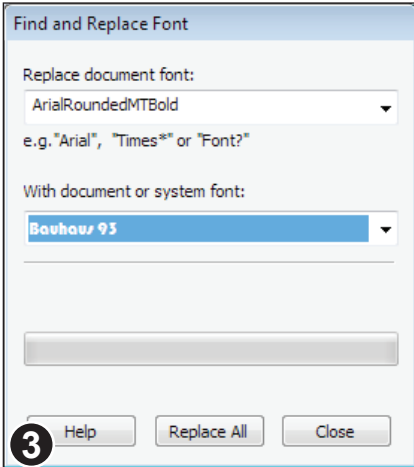 Find and Replace Font
Replace document font:
ArialRoundedMTBold
e.g."Arial", "Times*" or "Font?"
With document or system font:
Bauhaus 93
3 Help Replace All Close